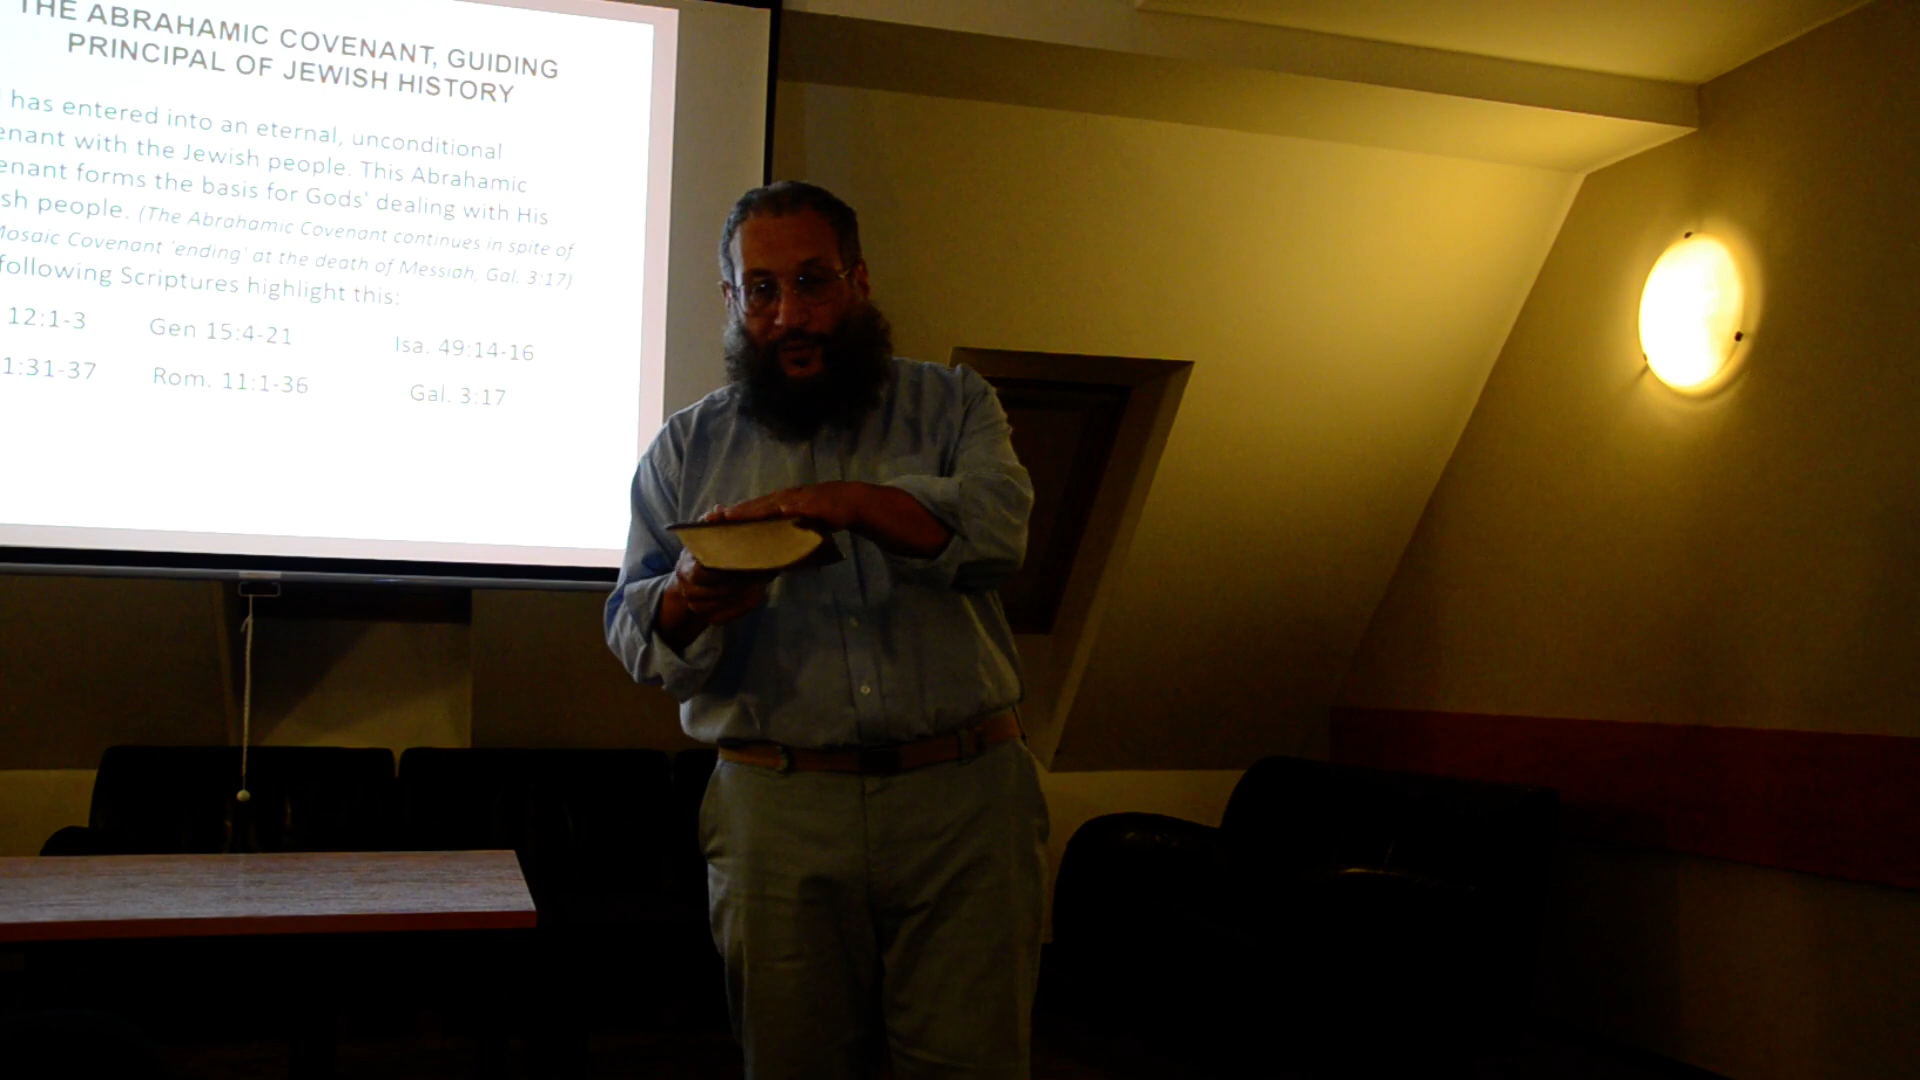 THE ABRAHAMIC COVENANT, GUIDING
PRINCIPAL OF JEWISH HISTORY
has entered into an eternal, unconditional
enant with the Jewish people. This Abrahamic
enant forms the basis for Gods' dealing with His
sh people. (The Abrahamic Covenant continues in spite of
Mosaic Covenant 'ending' at the death of Messiah, Gal. 3:17)
following Scriptures highlight this:
12:1-3 Gen 15:4-21 Isa. 49:14-16
1:31-37 Rom. 11:1-36 Gal. 3:17